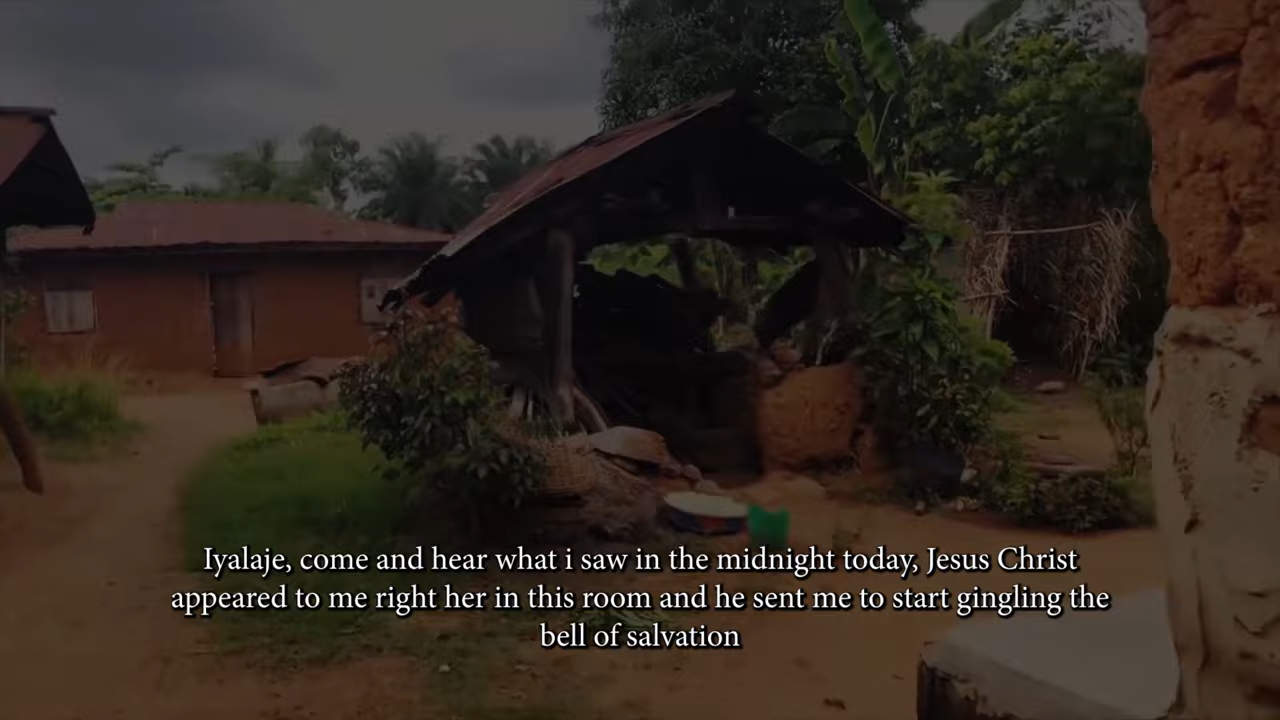 Iyalaje, come and hear what i saw in the midnight today, Jesus Christ
appeared to me right her in this room and he sent me to start gingling the
bell of salvation